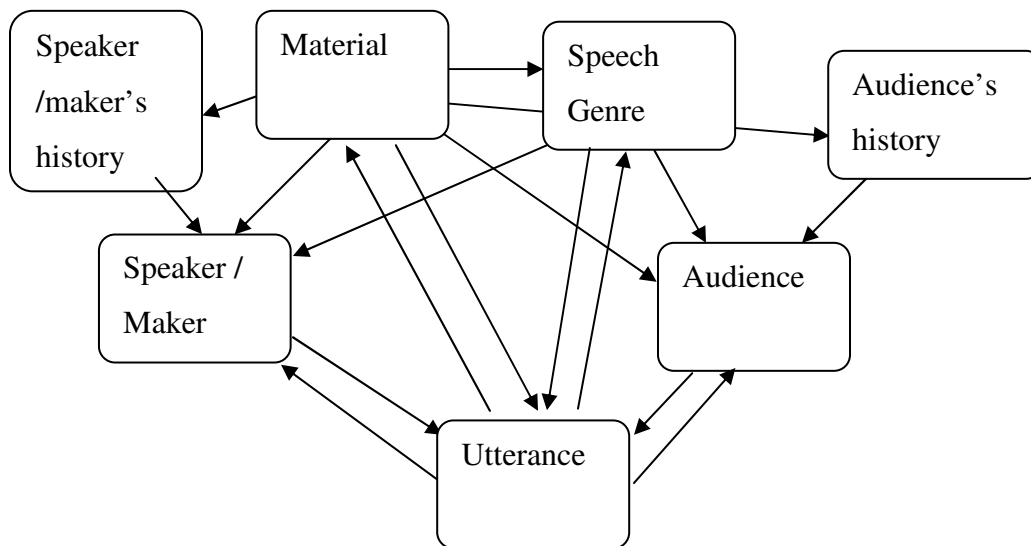 Speaker
/maker’s
history
Material
Speech
Genre
Audience’s
history
Speaker /
Maker
Audience
Utterance